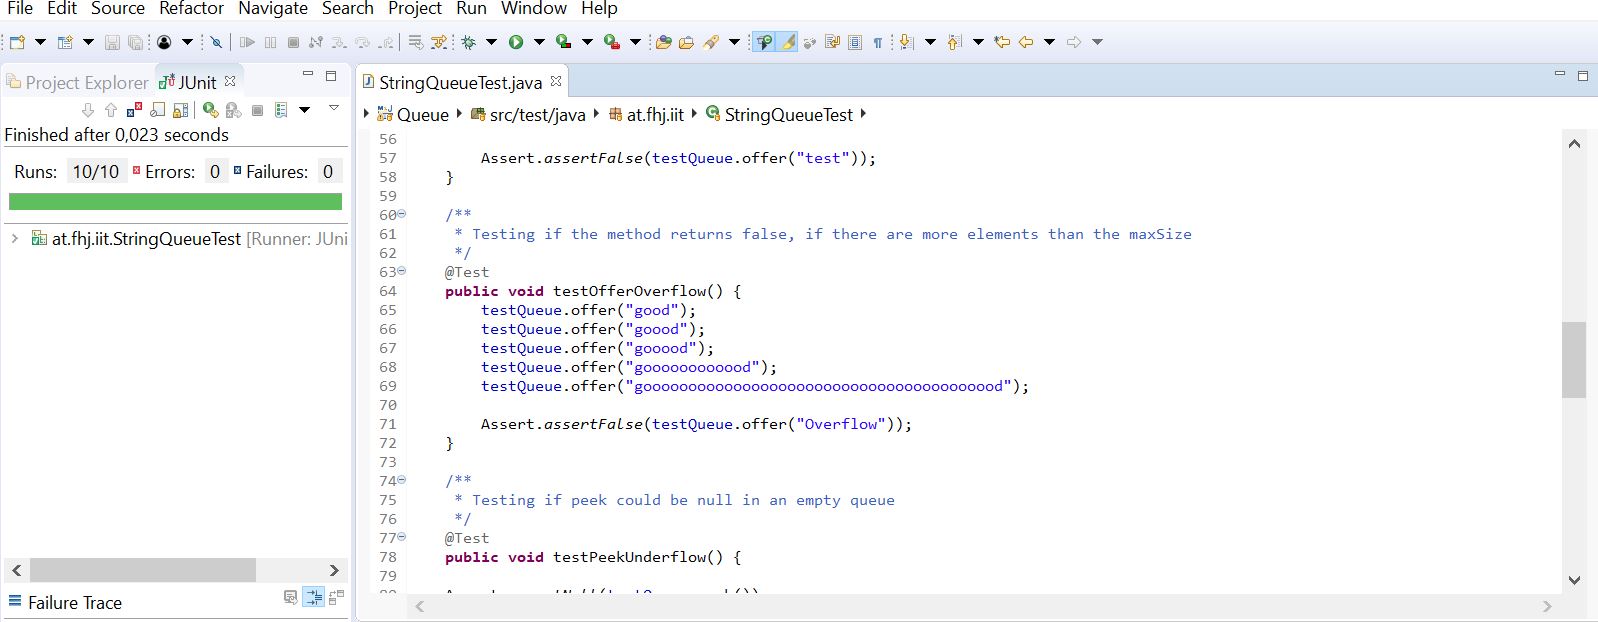 File Edit Source Refactor Navigate Search Project Run Window Help
Project Explorer JUnit
Finished after 0,023 seconds
Runs: 10/10 Errors: 0 Failures: 0
at.fhj.iit.StringQueueTest [Runner: JUni
Failure Trace
StringQueueTest.java
Queue src/test/java at.fhj.iit StringQueueTest
56
57 Assert.assertFalse(testQueue.offer("test"));
58 }
59
60 /**
61 * Testing if the method returns false, if there are more elements than the maxSize
62 */
63 @Test
64 public void testOfferOverflow() {
65 testQueue.offer("good");
66 testQueue.offer("goood");
67 testQueue.offer("gooood");
68 testQueue.offer("goooooooooood");
69 testQueue.offer("goooooooooooooooooooooooooooooooooooooood");
70
71 Assert.assertFalse(testQueue.offer("Overflow"));
72 }
73
74 /**
75 * Testing if peek could be null in an empty queue
76 */
77 @Test
78 public void testPeekUnderflow() {
79